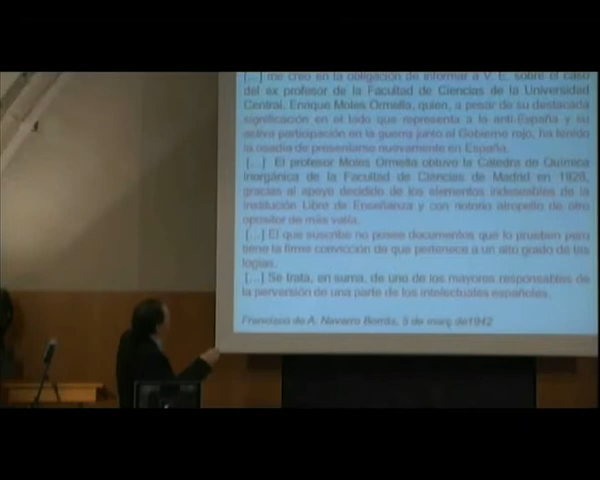 [...] me creo en la obligación de informar a V. E. sobre el caso
del ex profesor de la Facultad de Ciencias de la Universidad
Central, Enrique Moles Ormella, quien, a pesar de su destacada
significación en el lado que representa a la anti-España y su
activa participación en la guerra junto al Gobierno rojo, ha tenido
la osadía de presentarse nuevamente en España.
[...] El profesor Moles Ormella obtuvo la Cátedra de Química
Inorgánica de la Facultad de Ciencias de Madrid en 1928,
gracias al apoyo decidido de los elementos indeseables de la
Institución Libre de Enseñanza y con notorio atropello de otro
opositor de más valía.
[...] El que suscribe no posee documentos que lo prueben pero
tiene la firme convicción de que pertenece a un alto grado de las
logias.
[...] Se trata, en suma, de uno de los mayores responsables de
la perversión de una parte de los intelectuales españoles.
Francisco de A. Navarro Borrás, 5 de març de1942